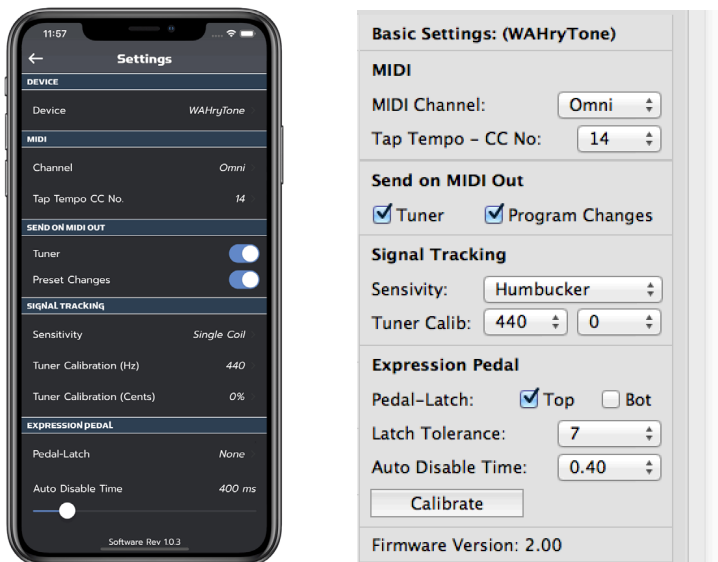 11:57
Settings
DEVICE
Device WAHryTone
MIDI
Channel Omni
Tap Tempo CC No. 14
SEND ON MIDI OUT
Tuner
Preset Changes
SIGNAL TRACKING
Sensitivity Single Coil
Tuner Calibration (Hz) 440
Tuner Calibration (Cents) 0%
EXPRESSION PEDAL
Pedal-Latch None
Auto Disable Time 400 ms
Software Rev 1.0.3
Basic Settings: (WAHryTone)
MIDI
MIDI Channel: Omni
Tap Tempo – CC No: 14
Send on MIDI Out
Tuner Program Changes
Signal Tracking
Sensivity: Humbucker
Tuner Calib: 440 0
Expression Pedal
Pedal-Latch: Top Bot
Latch Tolerance: 7
Auto Disable Time: 0.40
Calibrate
Firmware Version: 2.00